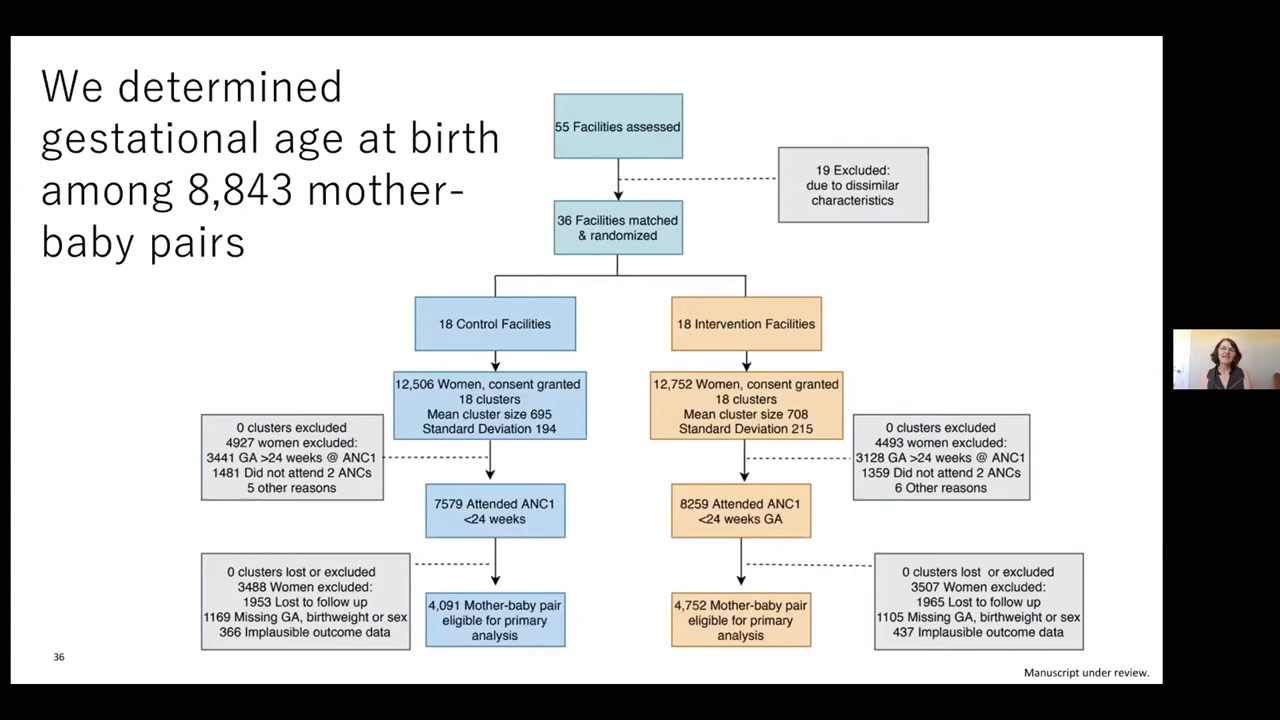 We determined
gestational age at birth
among 8,843 mother-
baby pairs
55 Facilities assessed
19 Excluded:
due to dissimilar
characteristics
36 Facilities matched
& randomized
18 Control Facilities
18 Intervention Facilities
12,506 Women, consent granted
18 clusters
Mean cluster size 695
Standard Deviation 194
12,752 Women, consent granted
18 clusters
Mean cluster size 708
Standard Deviation 215
0 clusters excluded
4927 women excluded:
3441 GA >24 weeks @ ANC1
1481 Did not attend 2 ANCs
5 other reasons
0 clusters excluded
4493 women excluded:
3128 GA >24 weeks @ ANC1
1359 Did not attend 2 ANCs
6 Other reasons
7579 Attended ANC1
<24 weeks
8259 Attended ANC1
<24 weeks GA
0 clusters lost or excluded
3488 Women excluded:
1953 Lost to follow up
1169 Missing GA, birthweight or sex
366 Implausible outcome data
0 clusters lost or excluded
3507 Women excluded:
1965 Lost to follow up
1105 Missing GA, birthweight or sex
437 Implausible outcome data
4,091 Mother-baby pair
eligible for primary
analysis
4,752 Mother-baby pair
eligible for primary
analysis
36
Manuscript under review.